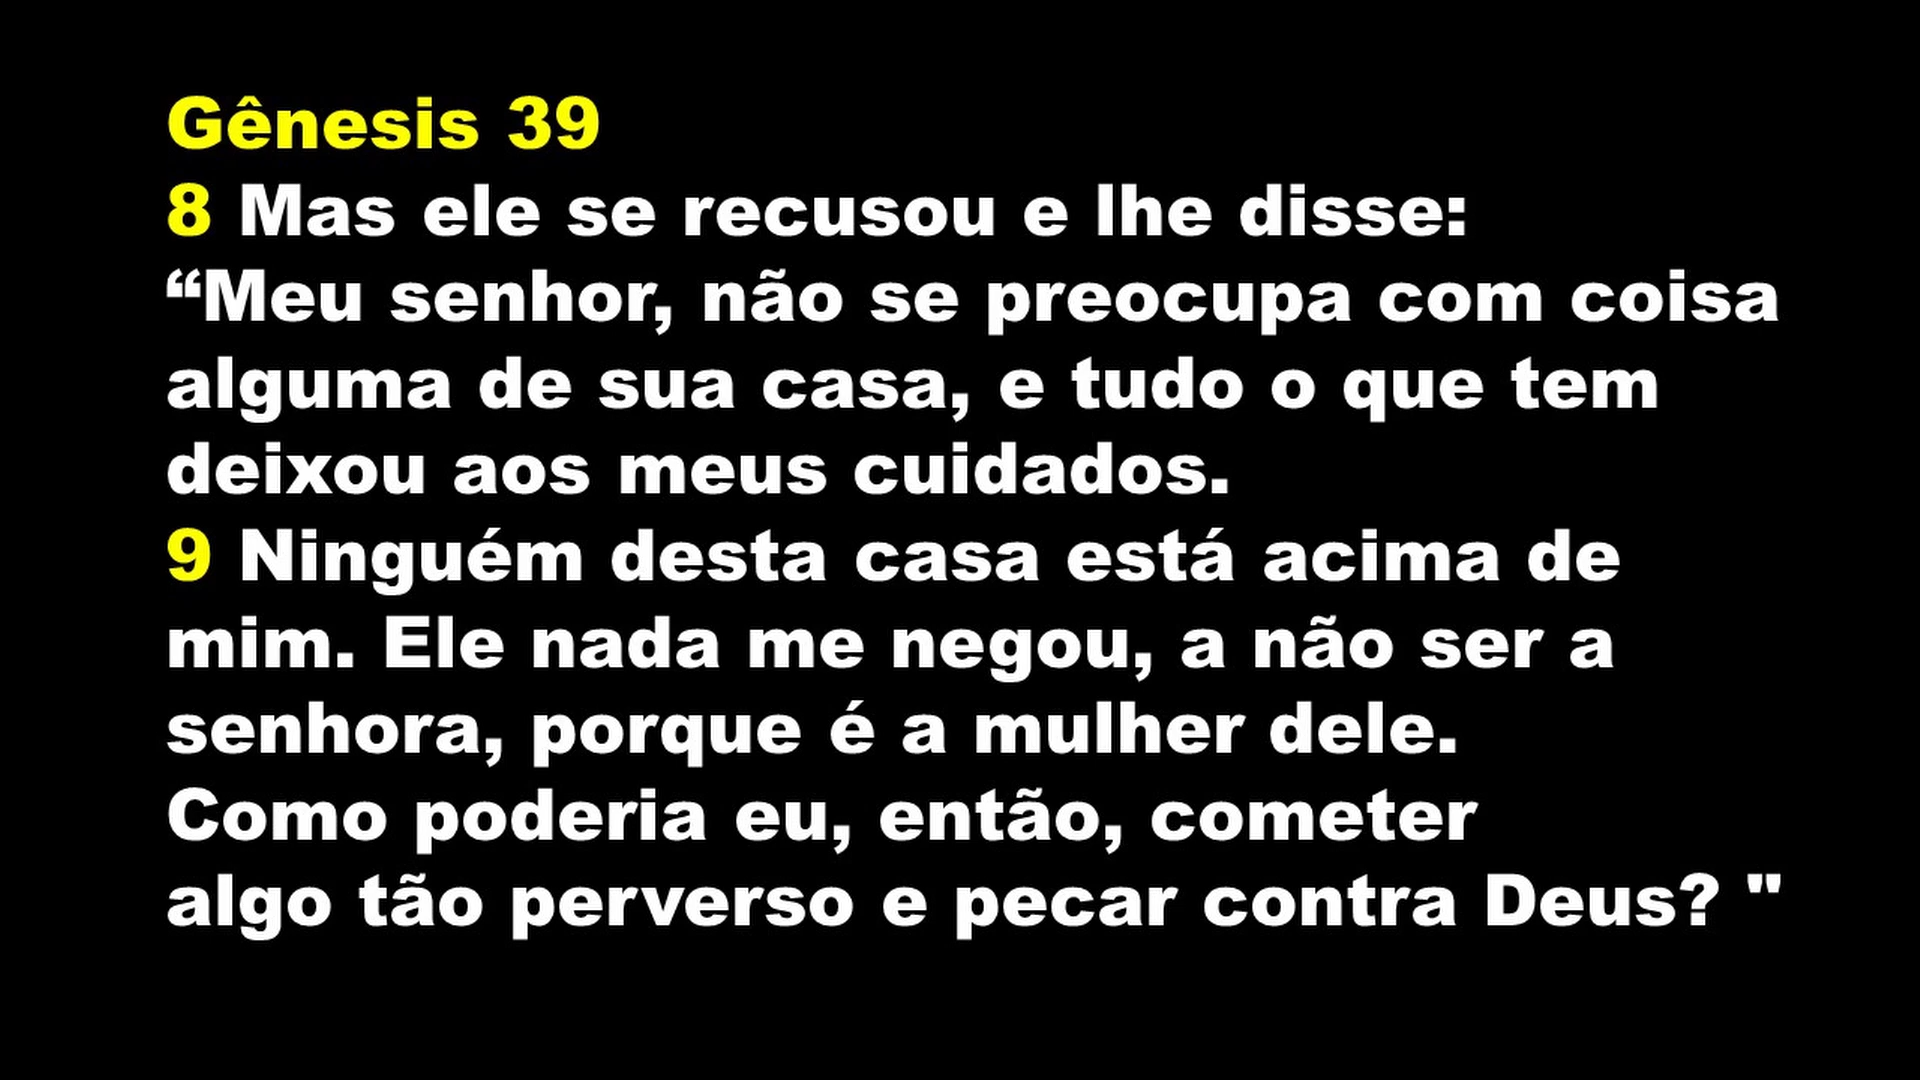 Gênesis 39
8 Mas ele se recusou e lhe disse:
“Meu senhor, não se preocupa com coisa
alguma de sua casa, e tudo o que tem
deixou aos meus cuidados.
9 Ninguém desta casa está acima de
mim. Ele nada me negou, a não ser a
senhora, porque é a mulher dele.
Como poderia eu, então, cometer
algo tão perverso e pecar contra Deus? "